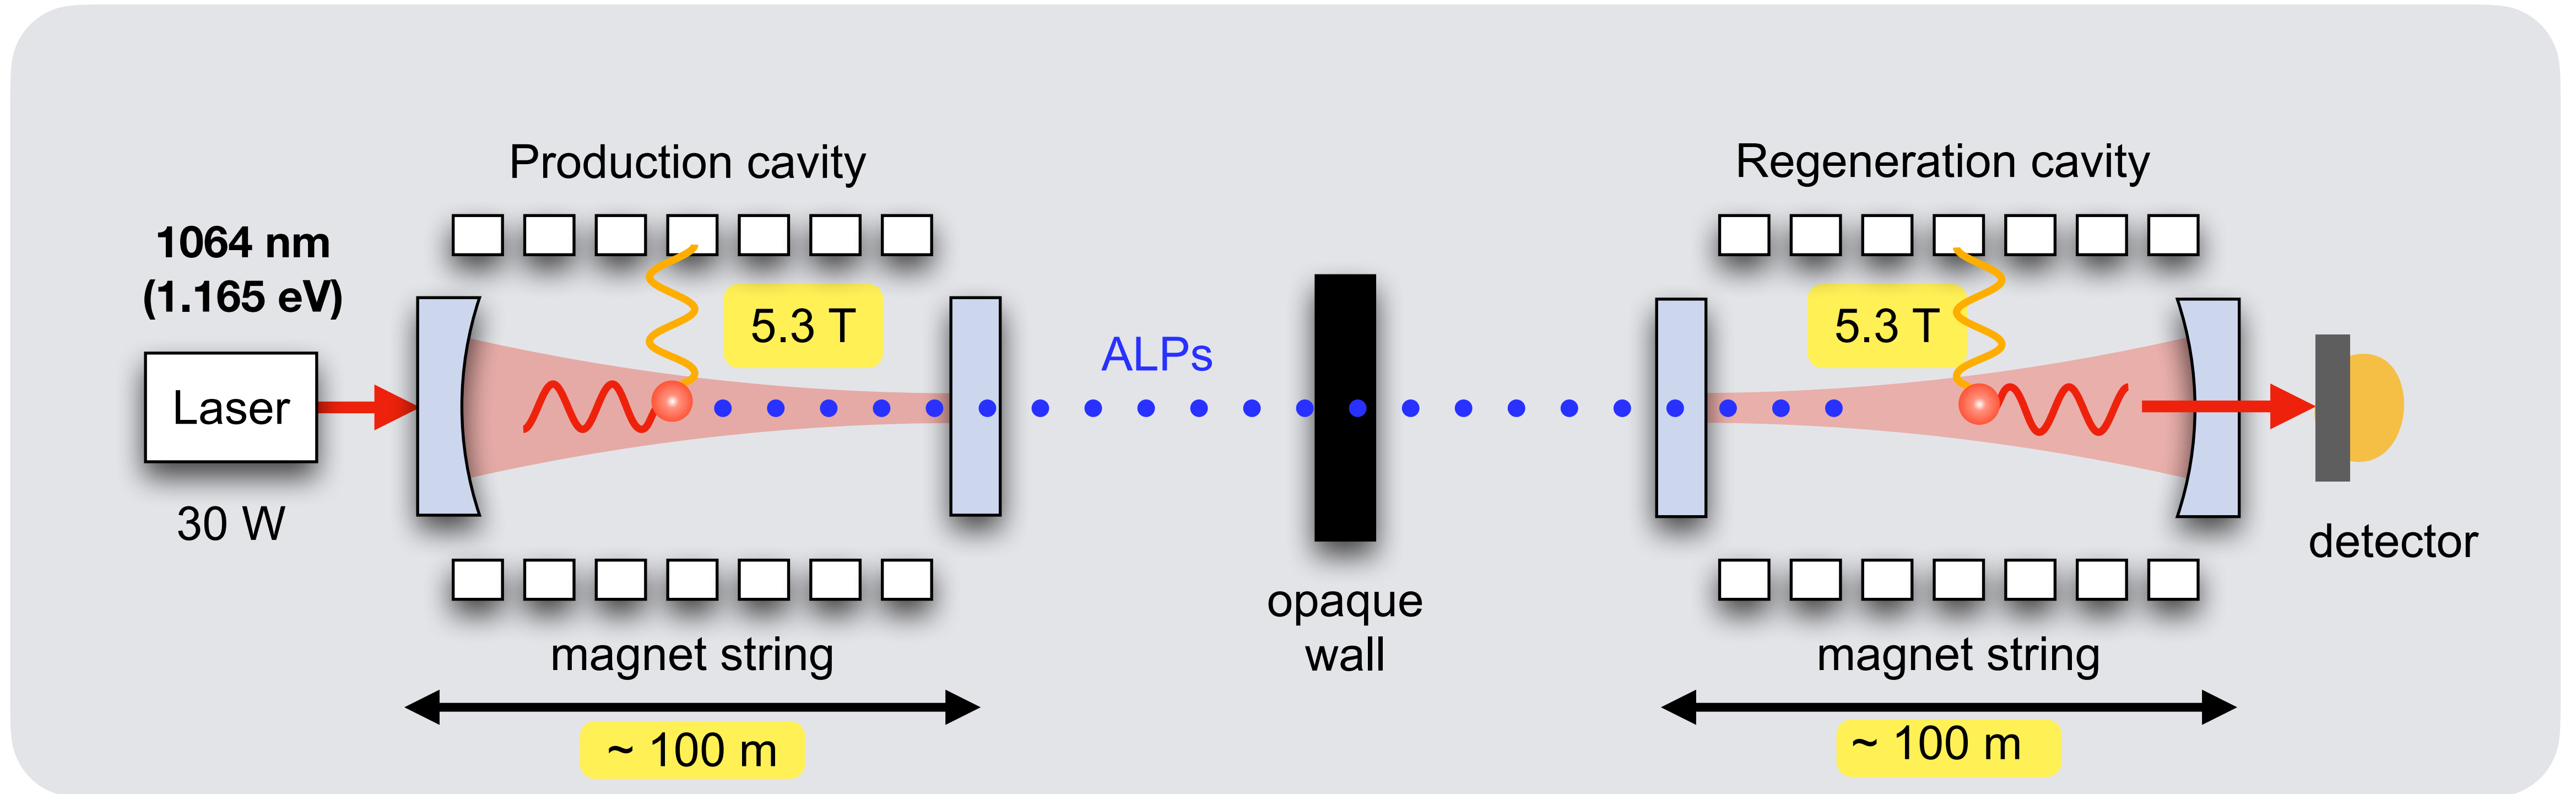 Production cavity
Regeneration cavity
1064 nm
(1.165 eV)
5.3 T
5.3 T
ALPs
Laser
30 W
detector
opaque
wall
magnet string
magnet string
~ 100 m
~ 100 m